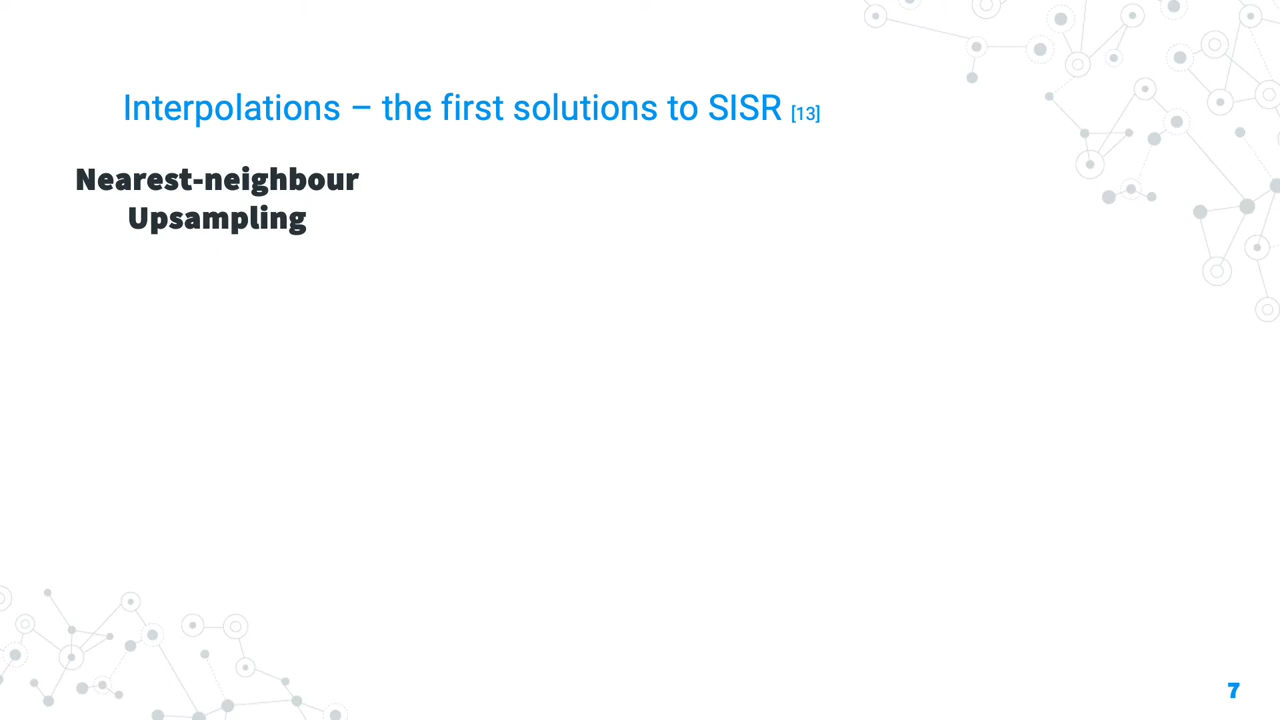 Interpolations – the first solutions to SISR [13]
Nearest-neighbour
Upsampling
7